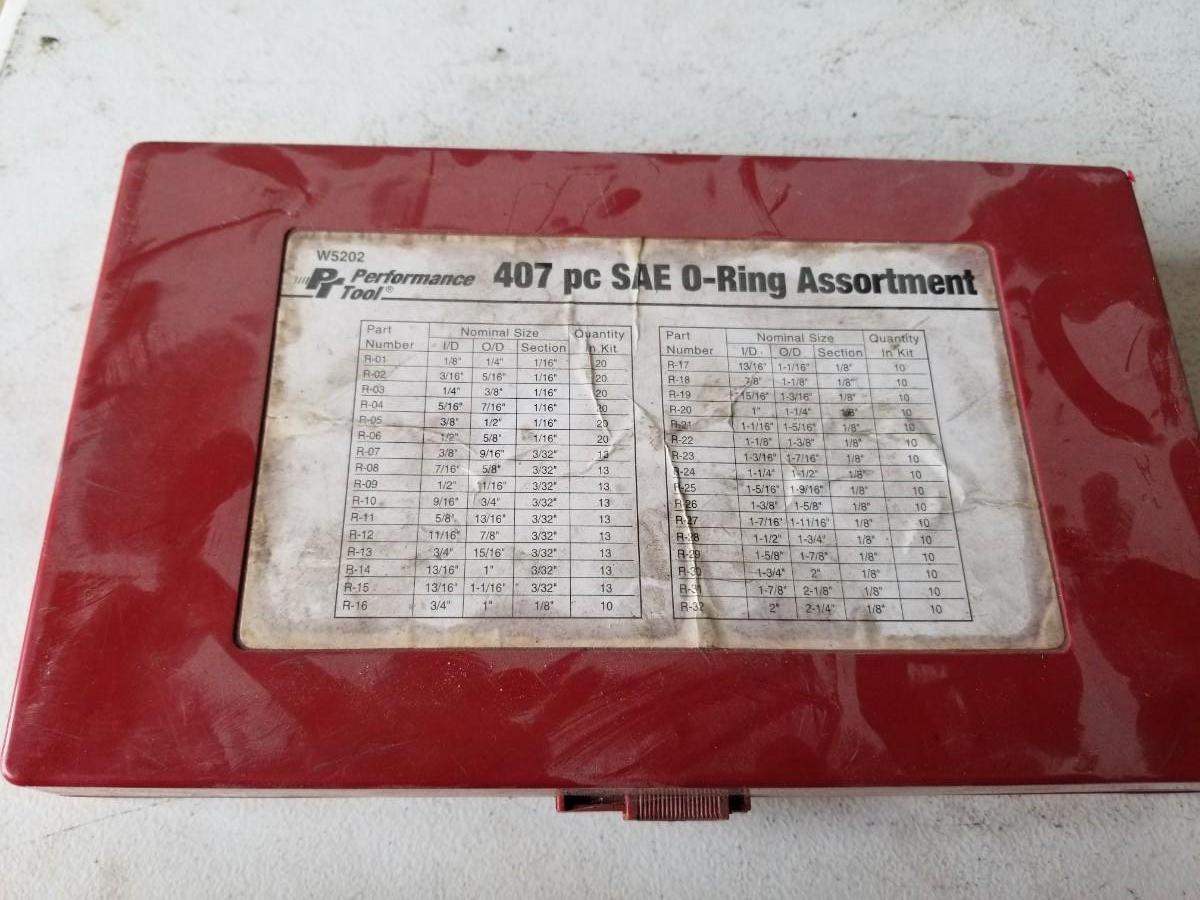 W5202
PT Performance Tool® 407 pc SAE O-Ring Assortment
Part Number Nominal Size Quantity In Kit
I/D O/D Section
R-01 1/8" 1/4" 1/16" 20
R-02 3/16" 5/16" 1/16" 20
R-03 1/4" 3/8" 1/16" 20
R-04 5/16" 7/16" 1/16" 20
R-05 3/8" 1/2" 1/16" 20
R-06 1/2" 5/8" 1/16" 20
R-07 3/8" 9/16" 3/32" 13
R-08 7/16" 5/8" 3/32" 13
R-09 1/2" 11/16" 3/32" 13
R-10 9/16" 3/4" 3/32" 13
R-11 5/8" 13/16" 3/32" 13
R-12 11/16" 7/8" 3/32" 13
R-13 3/4" 15/16" 3/32" 13
R-14 13/16" 1" 3/32" 13
R-15 13/16" 1-1/16" 3/32" 13
R-16 3/4" 1" 1/8" 10
Part Number Nominal Size Quantity In Kit
I/D O/D Section
R-17 13/16" 1-1/16" 1/8" 10
R-18 7/8" 1-1/8" 1/8" 10
R-19 15/16" 1-3/16" 1/8" 10
R-20 1" 1-1/4" 1/8" 10
R-21 1-1/16" 1-5/16" 1/8" 10
R-22 1-1/8" 1-3/8" 1/8" 10
R-23 1-3/16" 1-7/16" 1/8" 10
R-24 1-1/4" 1-1/2" 1/8" 10
R-25 1-5/16" 1-9/16" 1/8" 10
R-26 1-3/8" 1-5/8" 1/8" 10
R-27 1-7/16" 1-11/16" 1/8" 10
R-28 1-1/2" 1-3/4" 1/8" 10
R-29 1-5/8" 1-7/8" 1/8" 10
R-30 1-3/4" 2" 1/8" 10
R-31 1-7/8" 2-1/8" 1/8" 10
R-32 2" 2-1/4" 1/8" 10